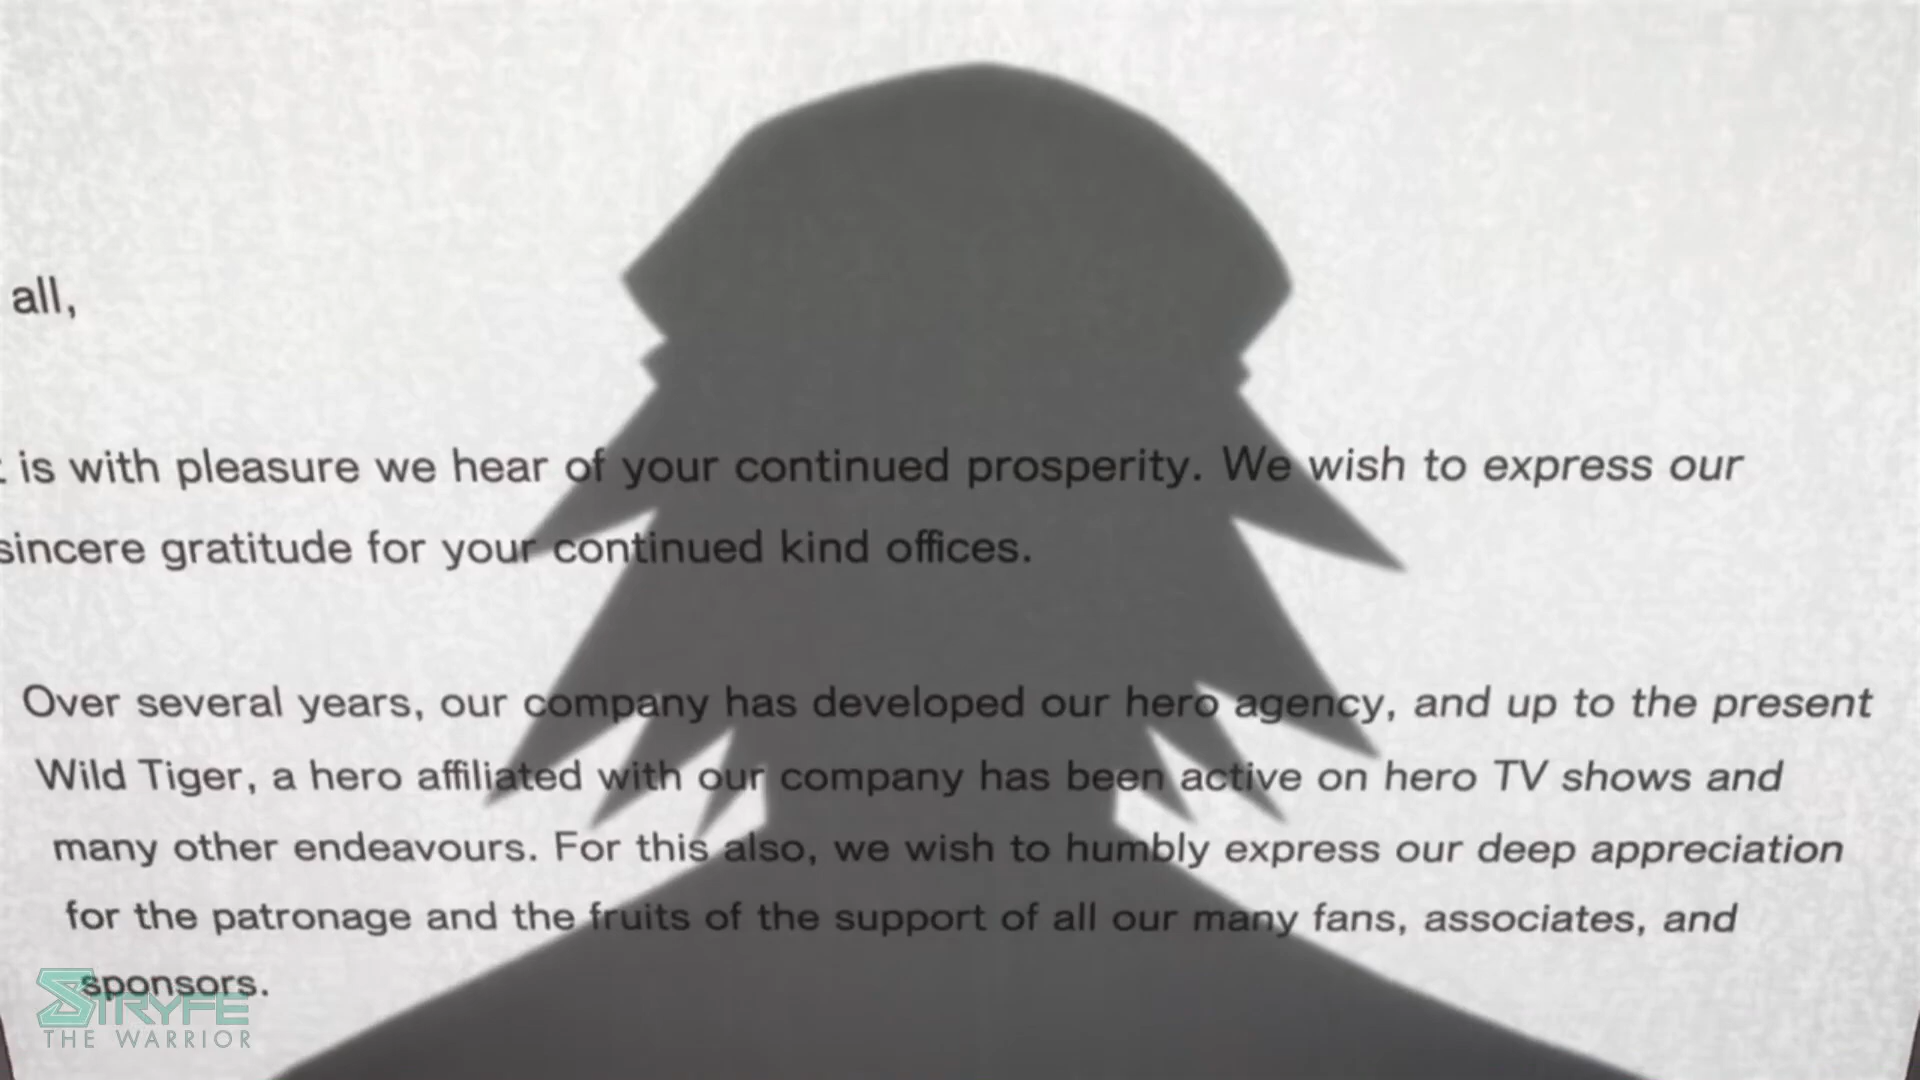 all,
is with pleasure we hear of your continued prosperity. We wish to express our
sincere gratitude for your continued kind offices.
Over several years, our company has developed our hero agency, and up to the present
Wild Tiger, a hero affiliated with our company has been active on hero TV shows and
many other endeavours. For this also, we wish to humbly express our deep appreciation
for the patronage and the fruits of the support of all our many fans, associates, and
sponsors.
STRYFE
THE WARRIOR